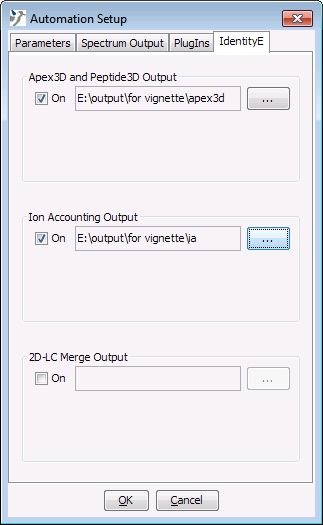 Automation Setup
Parameters Spectrum Output PlugIns IdentityE
Apex3D and Peptide3D Output
On E:\output\for vignette\apex3d ...
Ion Accounting Output
On E:\output\for vignette\ia ...
2D-LC Merge Output
On ...
OK Cancel